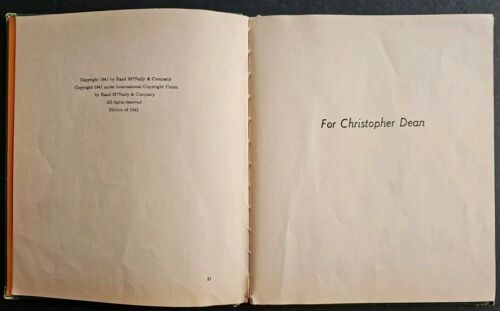 Copyright 1941 by Rand McNally & Company
Copyright 1941 under International Copyright Union
by Rand McNally & Company
All rights reserved
Edition of 1942
For Christopher Dean